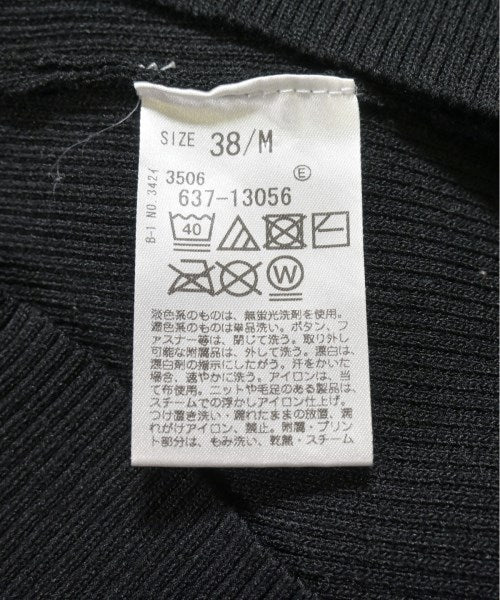 SIZE 38/M
B-1 NO.3421
3506
E
637-13056
40
W
淡色系のものは、無蛍光洗剤を使用。
濃色系のものは単品洗い。ボタン、フ
ァスナー等は、閉じて洗う。取り外し
可能な附属品は、外して洗う。漂白は、
漂白剤の指示にしたがう。汗をかいた
場合、速やかに洗う。アイロンは、当
て布使用。ニットや毛足のある製品は、
スチームでの浮かしアイロン仕上げ。
つけ置き洗い・濡れたままの放置、濡
れがけアイロン、禁止。附属・プリン
ト部分は、もみ洗い、乾熱・スチーム